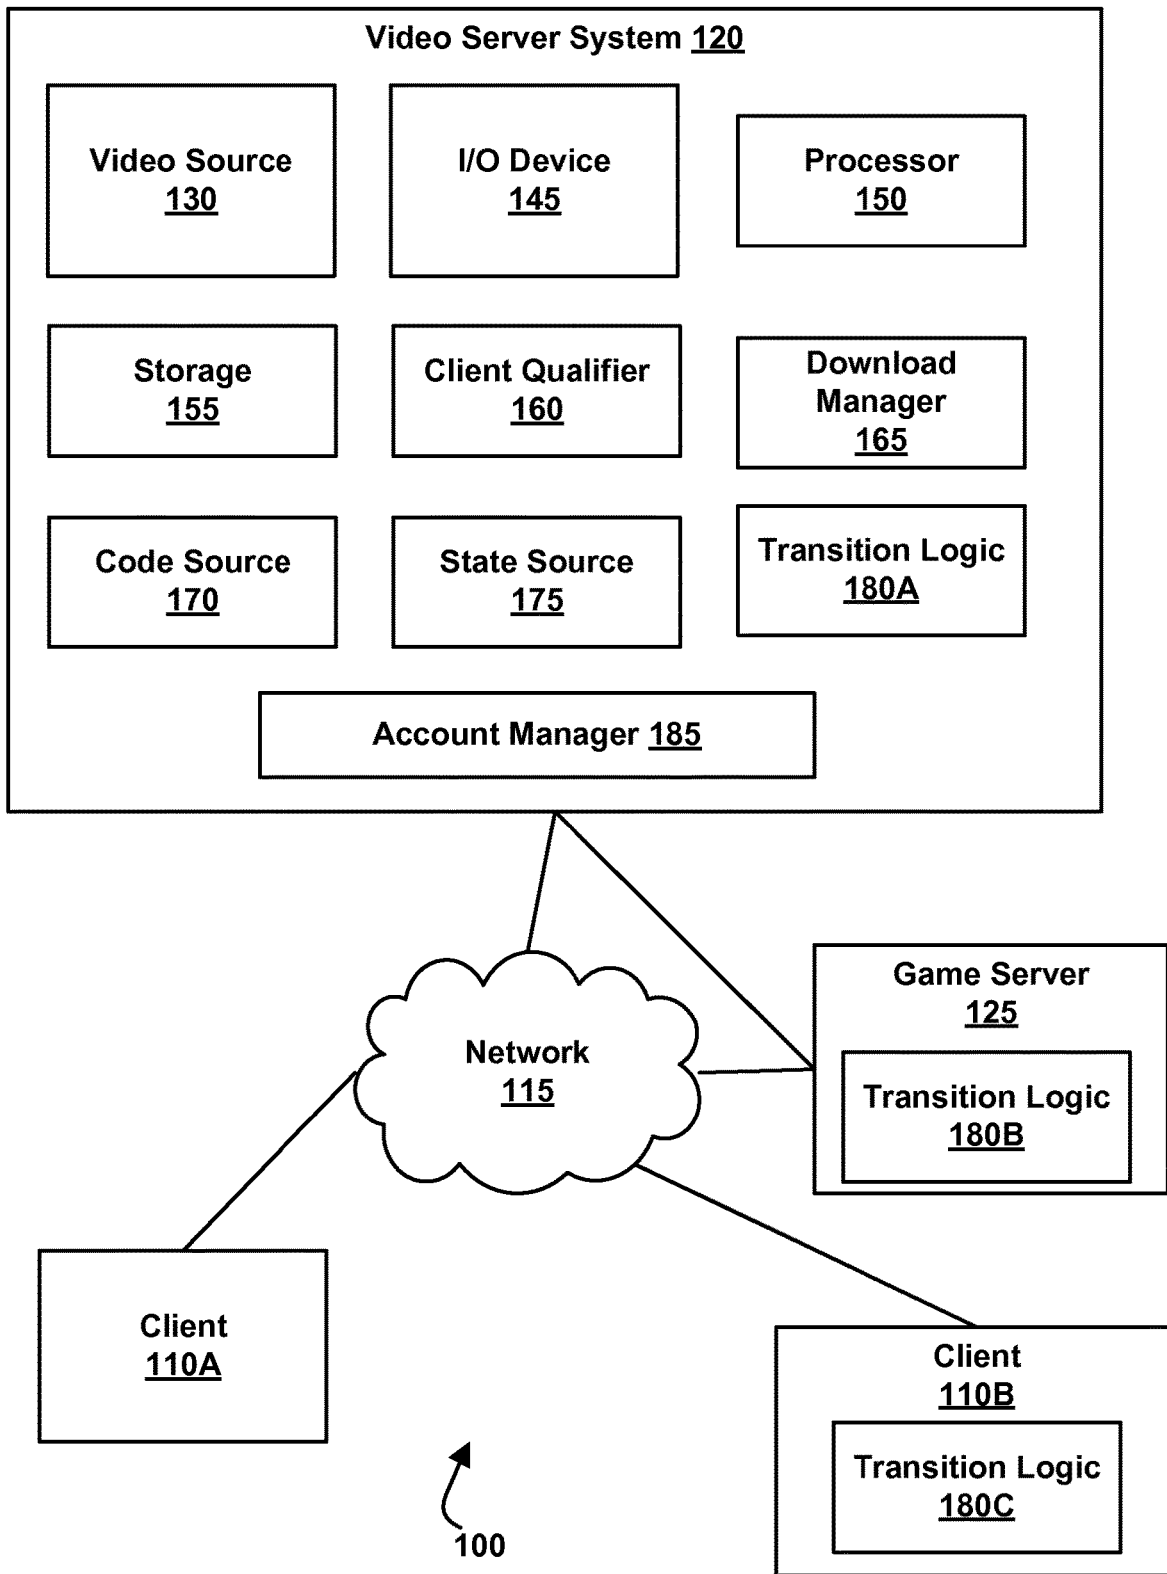 Video Server System 120
Video Source
130
I/O Device
145
Processor
150
Storage
155
Client Qualifier
160
Download
Manager
165
Code Source
170
State Source
175
Transition Logic
180A
Account Manager 185
Game Server
125
Transition Logic
180B
Network
115
Client
110A
Client
110B
Transition Logic
180C
100